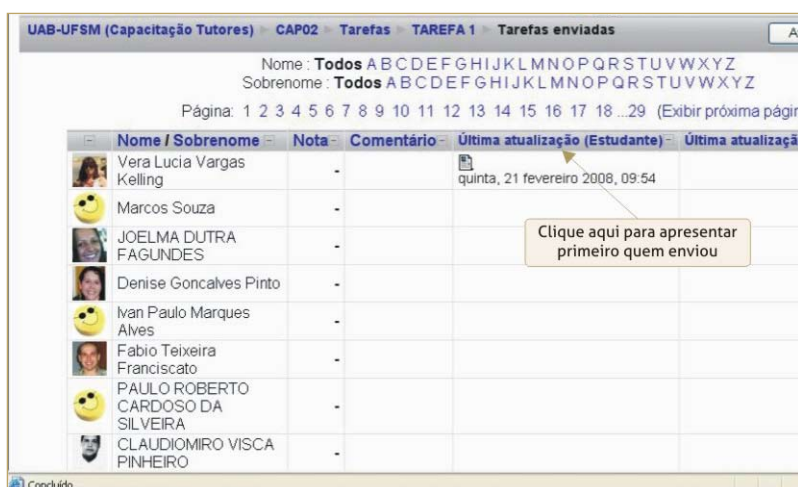 UAB-UFSM (Capacitação Tutores) ► CAP02 ► Tarefas ► TAREFA 1 ► Tarefas enviadas
Nome : Todos A B C D E F G H I J K L M N O P Q R S T U V W X Y Z
Sobrenome : Todos A B C D E F G H I J K L M N O P Q R S T U V W X Y Z
Página: 1 2 3 4 5 6 7 8 9 10 11 12 13 14 15 16 17 18 ...29 (Exibir próxima págin
Nome / Sobrenome Nota Comentário Última atualização (Estudante) Última atualizaçã
Vera Lucia Vargas
Kelling
-
quinta, 21 fevereiro 2008, 09:54
Clique aqui para apresentar
primeiro quem enviou
Marcos Souza
-
JOELMA DUTRA
FAGUNDES
-
Denise Goncalves Pinto
-
Ivan Paulo Marques
Alves
-
Fabio Teixeira
Franciscato
-
PAULO ROBERTO
CARDOSO DA
SILVEIRA
-
CLAUDIOMIRO VISCA
PINHEIRO
-
Concluído